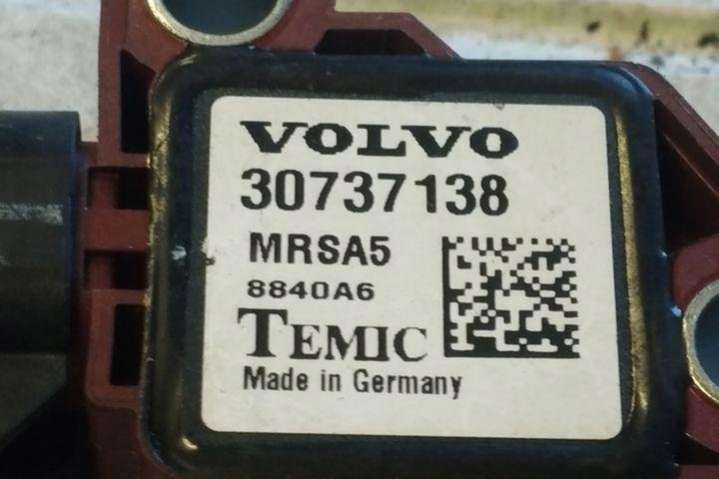 VOLVO
30737138
MRSA5
8840A6
TEMIC
Made in Germany